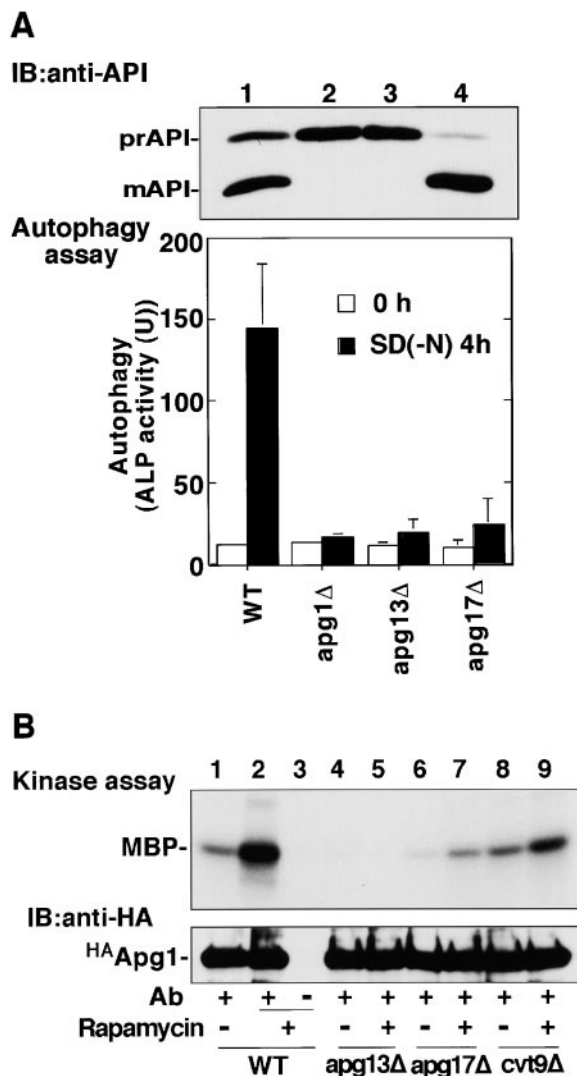 A
IB:anti-API
1 2 3 4
prAPI-
mAPI-
Autophagy
assay
Autophagy
(ALP activity (U))
200
150
100
50
0
0 h
SD(-N) 4h
WT apg1Δ apg13Δ apg17Δ
B
Kinase assay
1 2 3 4 5 6 7 8 9
MBP-
IB:anti-HA
HAApg1-
Ab + + - + + + + + +
Rapamycin - + - + - + - +
WT apg13Δ apg17Δ cvt9Δ